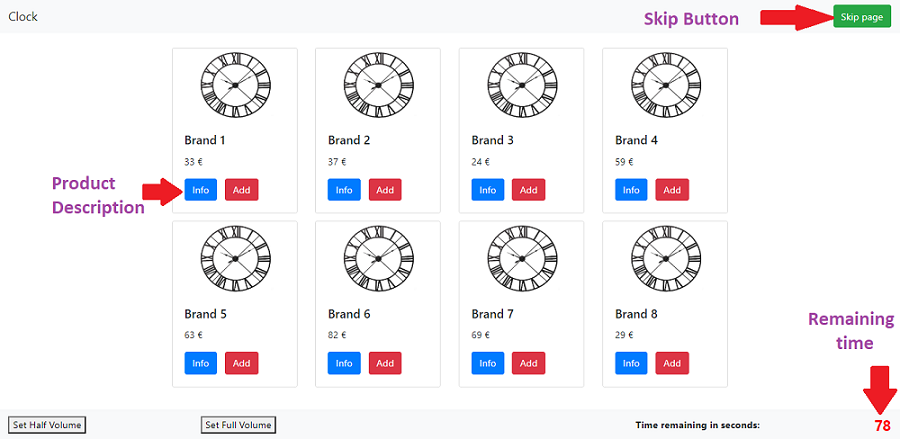 Clock
Skip Button
Skip page
Brand 1
Brand 2
Brand 3
Brand 4
33 €
37 €
24 €
59 €
Info
Add
Info
Add
Info
Add
Info
Add
Product
Description
Brand 5
Brand 6
Brand 7
Brand 8
63 €
82 €
69 €
29 €
Info
Add
Info
Add
Info
Add
Info
Add
Remaining
time
Set Half Volume
Set Full Volume
Time remaining in seconds:
78